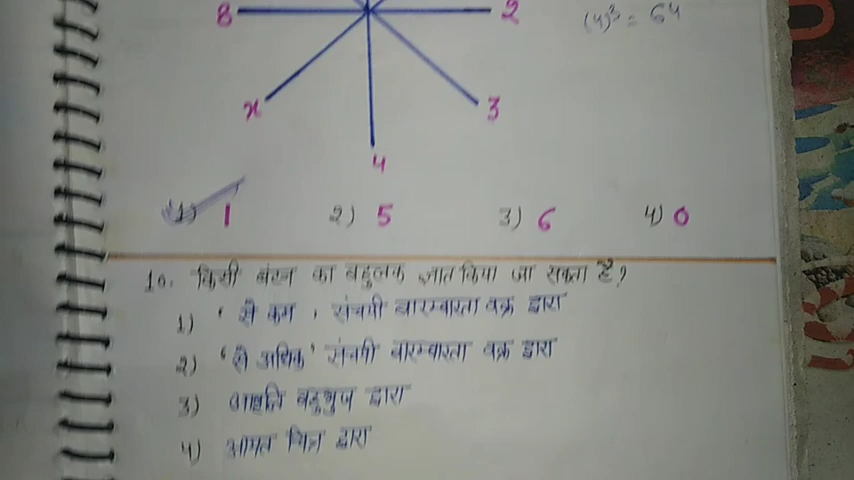 8 2 (4)³ = 64
x 3
4
1) 1 2) 5 3) 6 4) 0
10. किसी बंटन का बहुलक ज्ञात किया जा सकता है?
1) 'से कम' संचयी बारम्बारता वक्र द्वारा
2) 'से अधिक' संचयी बारम्बारता वक्र द्वारा
3) आवृत्ति बहुभुज द्वारा
4) आयत चित्र द्वारा